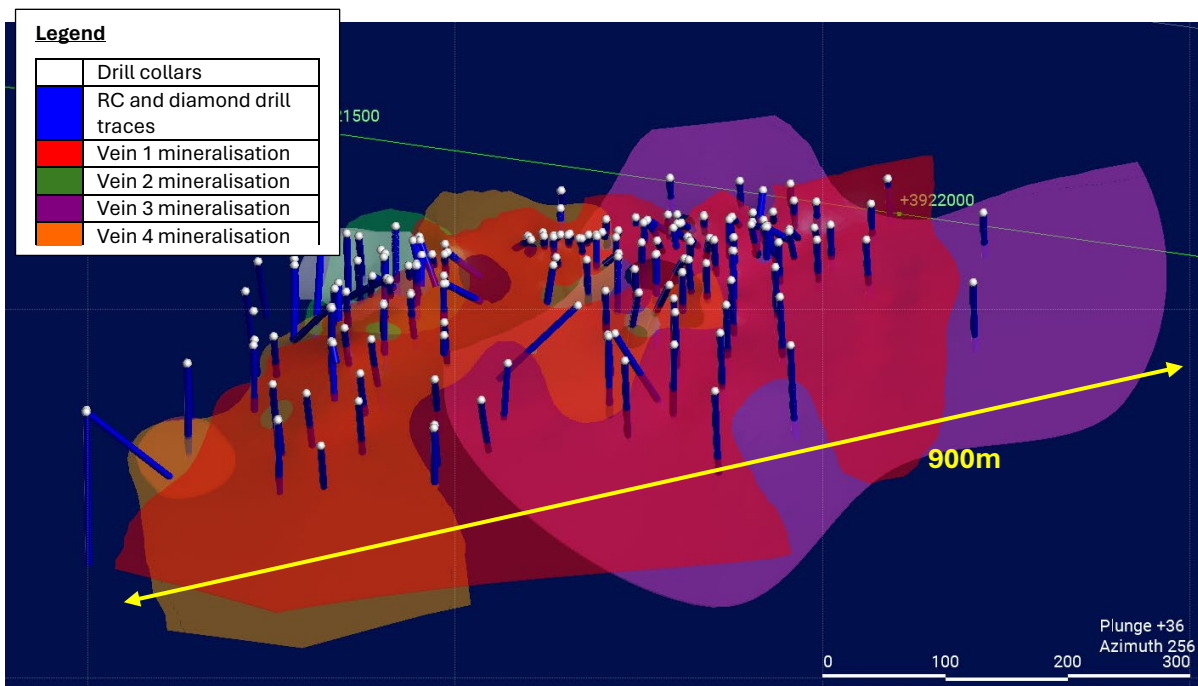 Legend
Drill collars
RC and diamond drill
traces
Vein 1 mineralisation
Vein 2 mineralisation
Vein 3 mineralisation
Vein 4 mineralisation
21500
+3922000
900m
Plunge +36
Azimuth 256
0 100 200 300